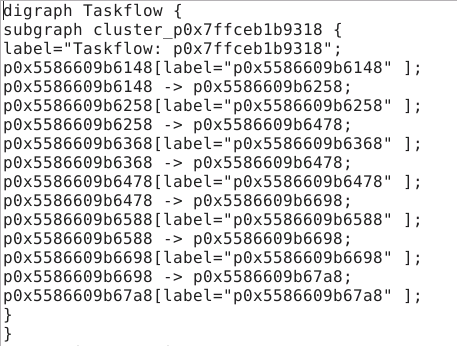 digraph Taskflow {
subgraph cluster_p0x7ffceb1b9318 {
label="Taskflow: p0x7ffceb1b9318";
p0x5586609b6148[label="p0x5586609b6148" ];
p0x5586609b6148 -> p0x5586609b6258;
p0x5586609b6258[label="p0x5586609b6258" ];
p0x5586609b6258 -> p0x5586609b6478;
p0x5586609b6368[label="p0x5586609b6368" ];
p0x5586609b6368 -> p0x5586609b6478;
p0x5586609b6478[label="p0x5586609b6478" ];
p0x5586609b6478 -> p0x5586609b6698;
p0x5586609b6588[label="p0x5586609b6588" ];
p0x5586609b6588 -> p0x5586609b6698;
p0x5586609b6698[label="p0x5586609b6698" ];
p0x5586609b6698 -> p0x5586609b67a8;
p0x5586609b67a8[label="p0x5586609b67a8" ];
}
}